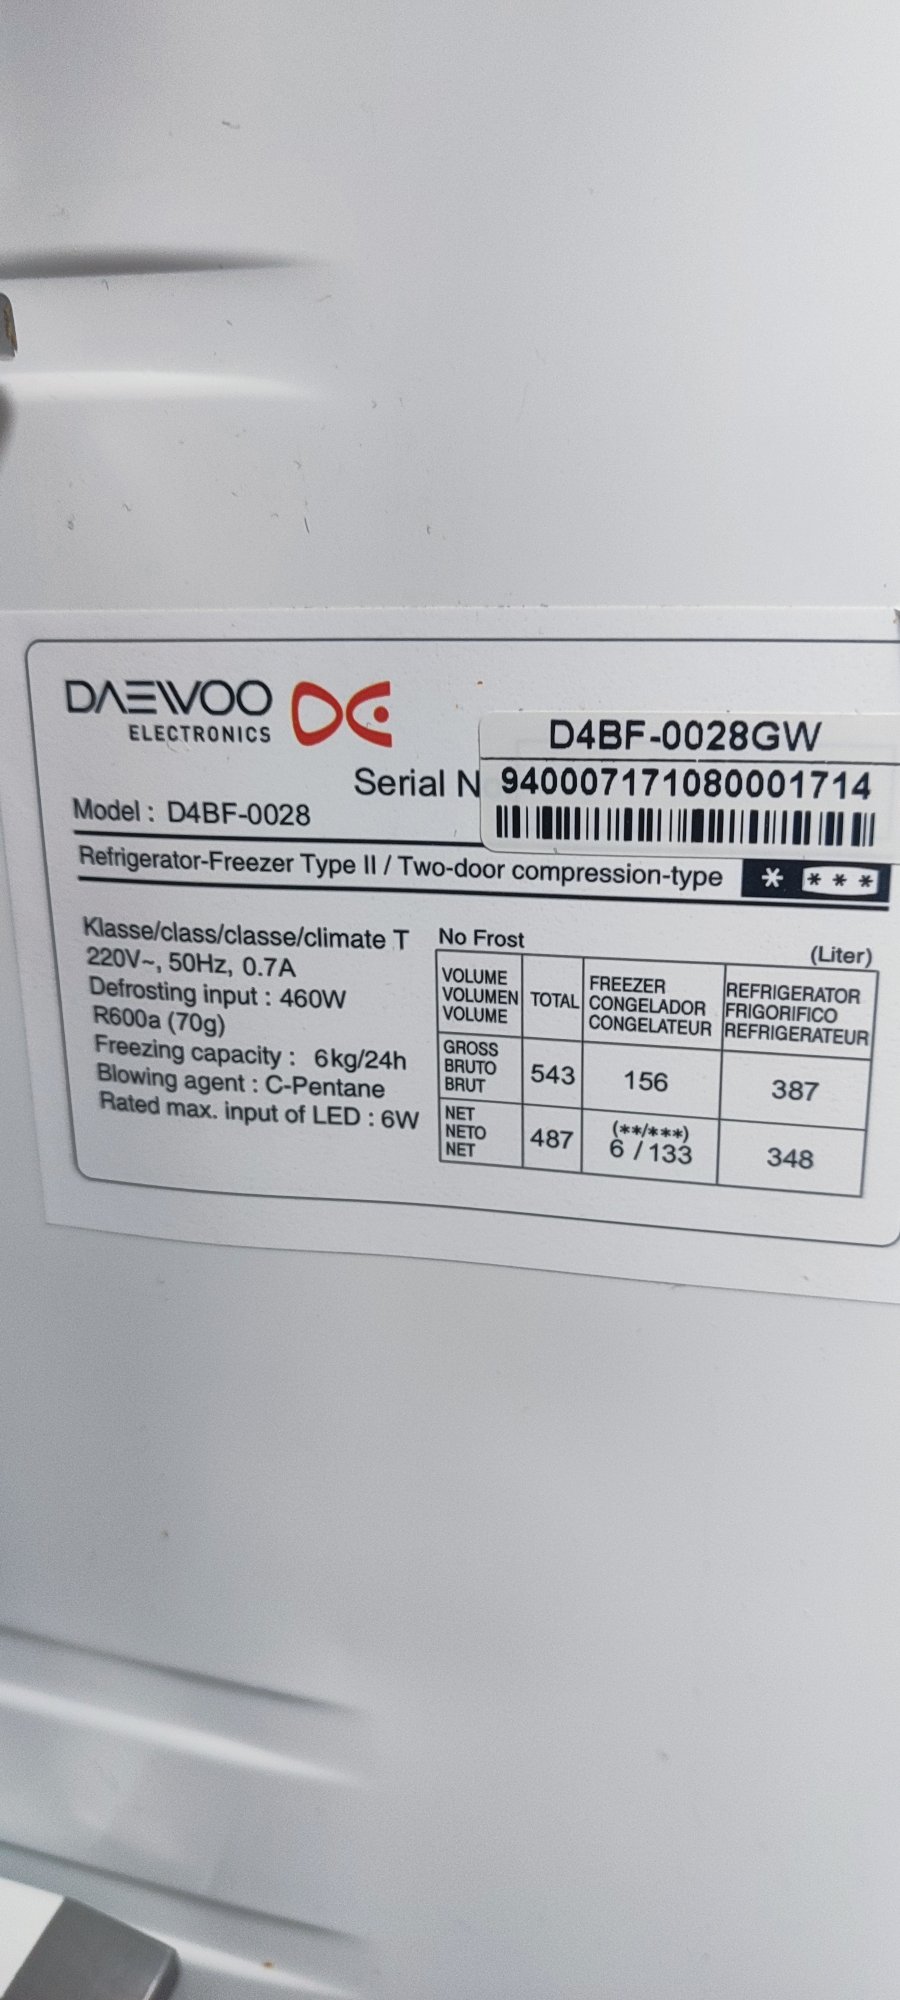 DAEWOO
ELECTRONICS
D4BF-0028GW
Serial N
940007171080001714
Model : D4BF-0028
Refrigerator-Freezer Type II / Two-door compression-type
* ***
Klasse/class/classe/climate T
220V~, 50Hz, 0.7A
Defrosting input : 460W
R600a (70g)
Freezing capacity : 6kg/24h
Blowing agent : C-Pentane
Rated max. input of LED : 6W
No Frost
(Liter)
VOLUME
VOLUMEN
VOLUME
TOTAL
FREEZER
CONGELADOR
CONGELATEUR
REFRIGERATOR
FRIGORIFICO
REFRIGERATEUR
GROSS
BRUTO
BRUT
543
156
387
NET
NETO
NET
487
(**/***)
6 / 133
348